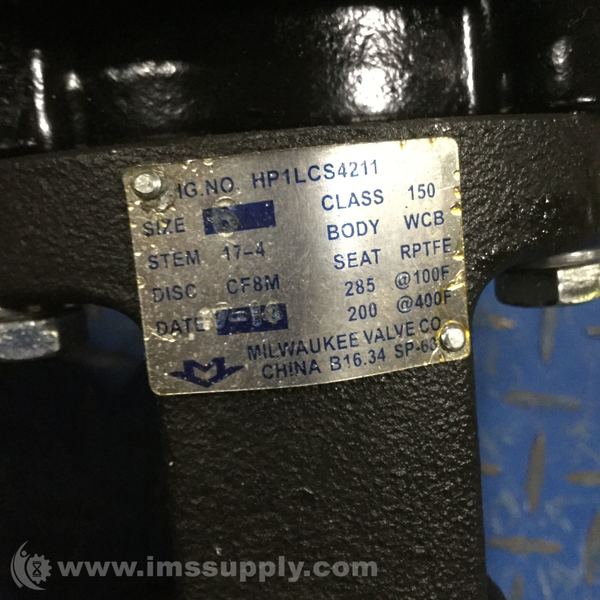 IG.NO. HP1LCS4211
SIZE CLASS 150
STEM 17-4 BODY WCB
DISC CF8M SEAT RPTFE
DATE 285 @100F
200 @400F
MILWAUKEE VALVE CO
CHINA B16.34 SP-68
www.imssupply.com